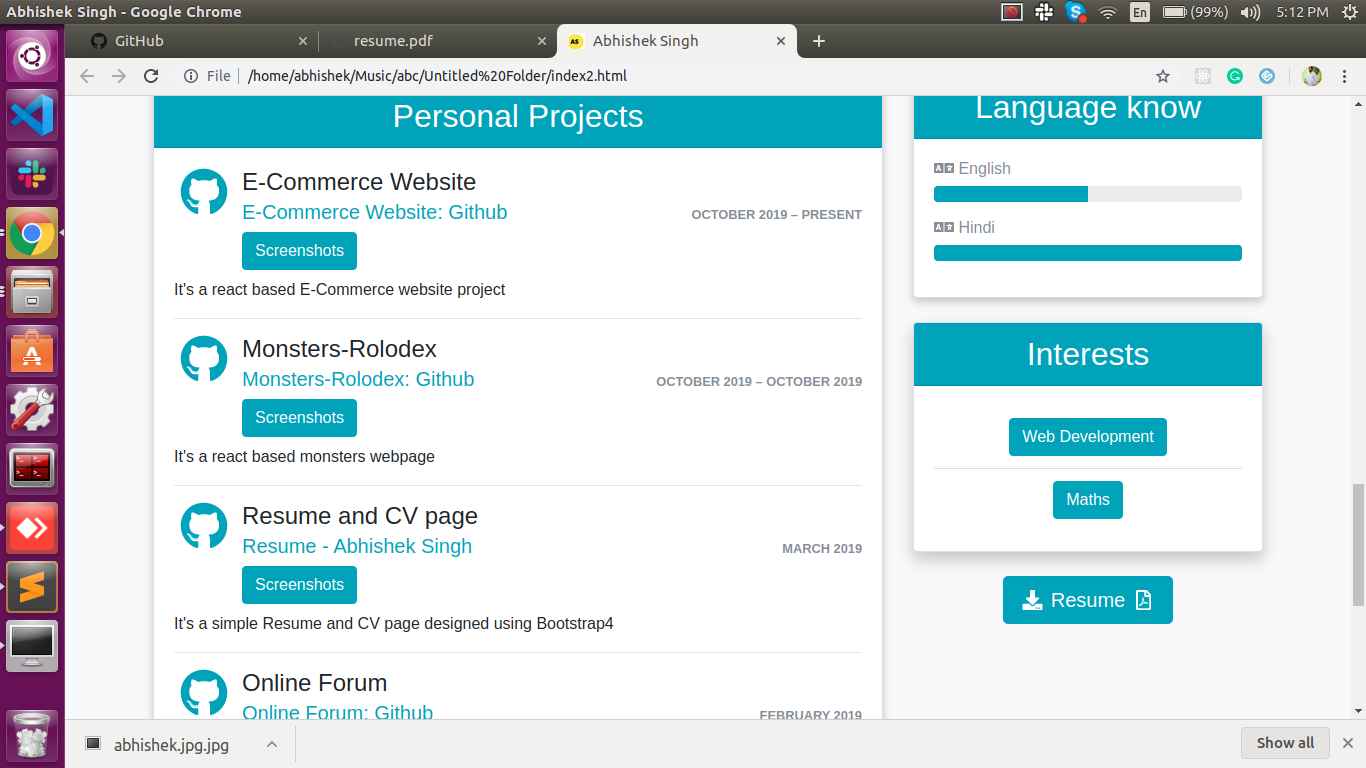 Abhishek Singh - Google Chrome
En
(99%)
5:12 PM
GitHub
resume.pdf
AS
Abhishek Singh
File
/home/abhishek/Music/abc/Untitled%20Folder/index2.html
Personal Projects
E-Commerce Website
E-Commerce Website: Github
OCTOBER 2019 – PRESENT
Screenshots
It's a react based E-Commerce website project
Monsters-Rolodex
Monsters-Rolodex: Github
OCTOBER 2019 – OCTOBER 2019
Screenshots
It's a react based monsters webpage
Resume and CV page
Resume - Abhishek Singh
MARCH 2019
Screenshots
It's a simple Resume and CV page designed using Bootstrap4
Online Forum
Online Forum: Github
FEBRUARY 2019
Language know
English
Hindi
Interests
Web Development
Maths
Resume
abhishek.jpg.jpg
Show all